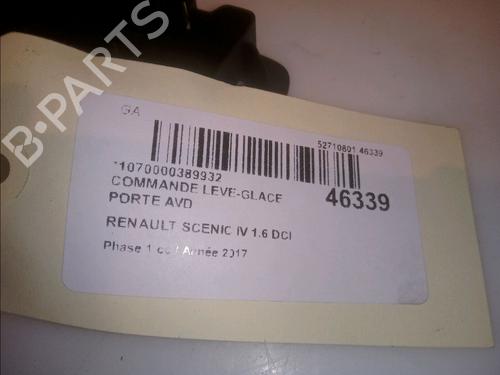 B-PARTS
GA
52710801 46339
*1070000389932
COMMANDE LEVE-GLACE
PORTE AVD
46339
RENAULT SCENIC IV 1.6 DCI
Phase 1 Année 2017